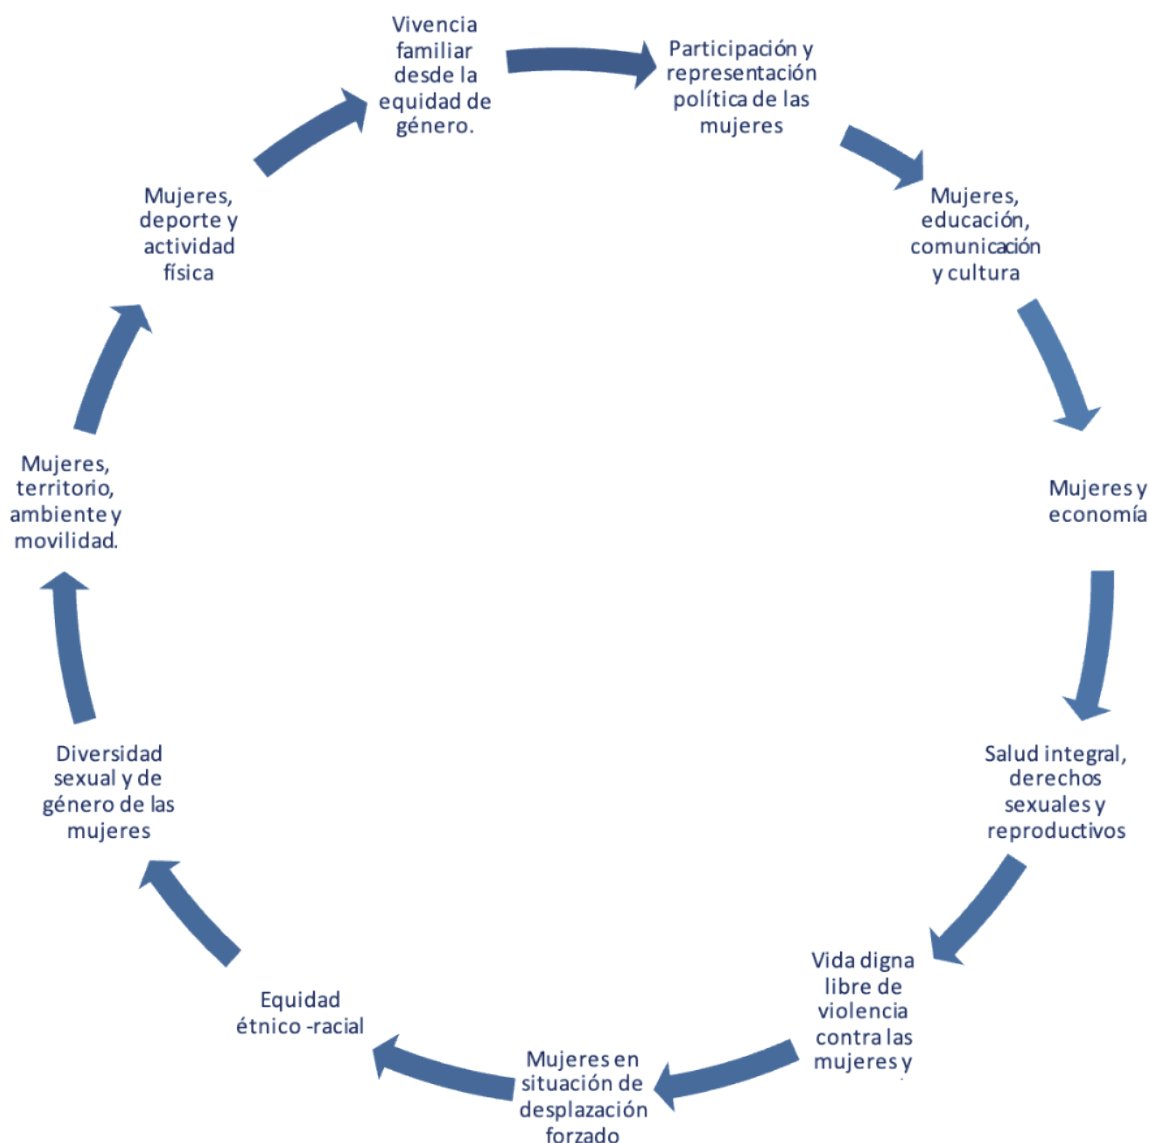 Vivencia
familiar
desde la
equidad de
género.
Participación y
representación
política de las
mujeres
Mujeres,
educación,
comunicación
y cultura
Mujeres y
economía
Salud integral,
derechos
sexuales y
reproductivos
Vida digna
libre de
violencia
contra las
mujeres y
Mujeres en
situación de
desplazación
forzado
Equidad
étnico -racial
Diversidad
sexual y de
género de las
mujeres
Mujeres,
territorio,
ambiente y
movilidad.
Mujeres,
deporte y
actividad
física